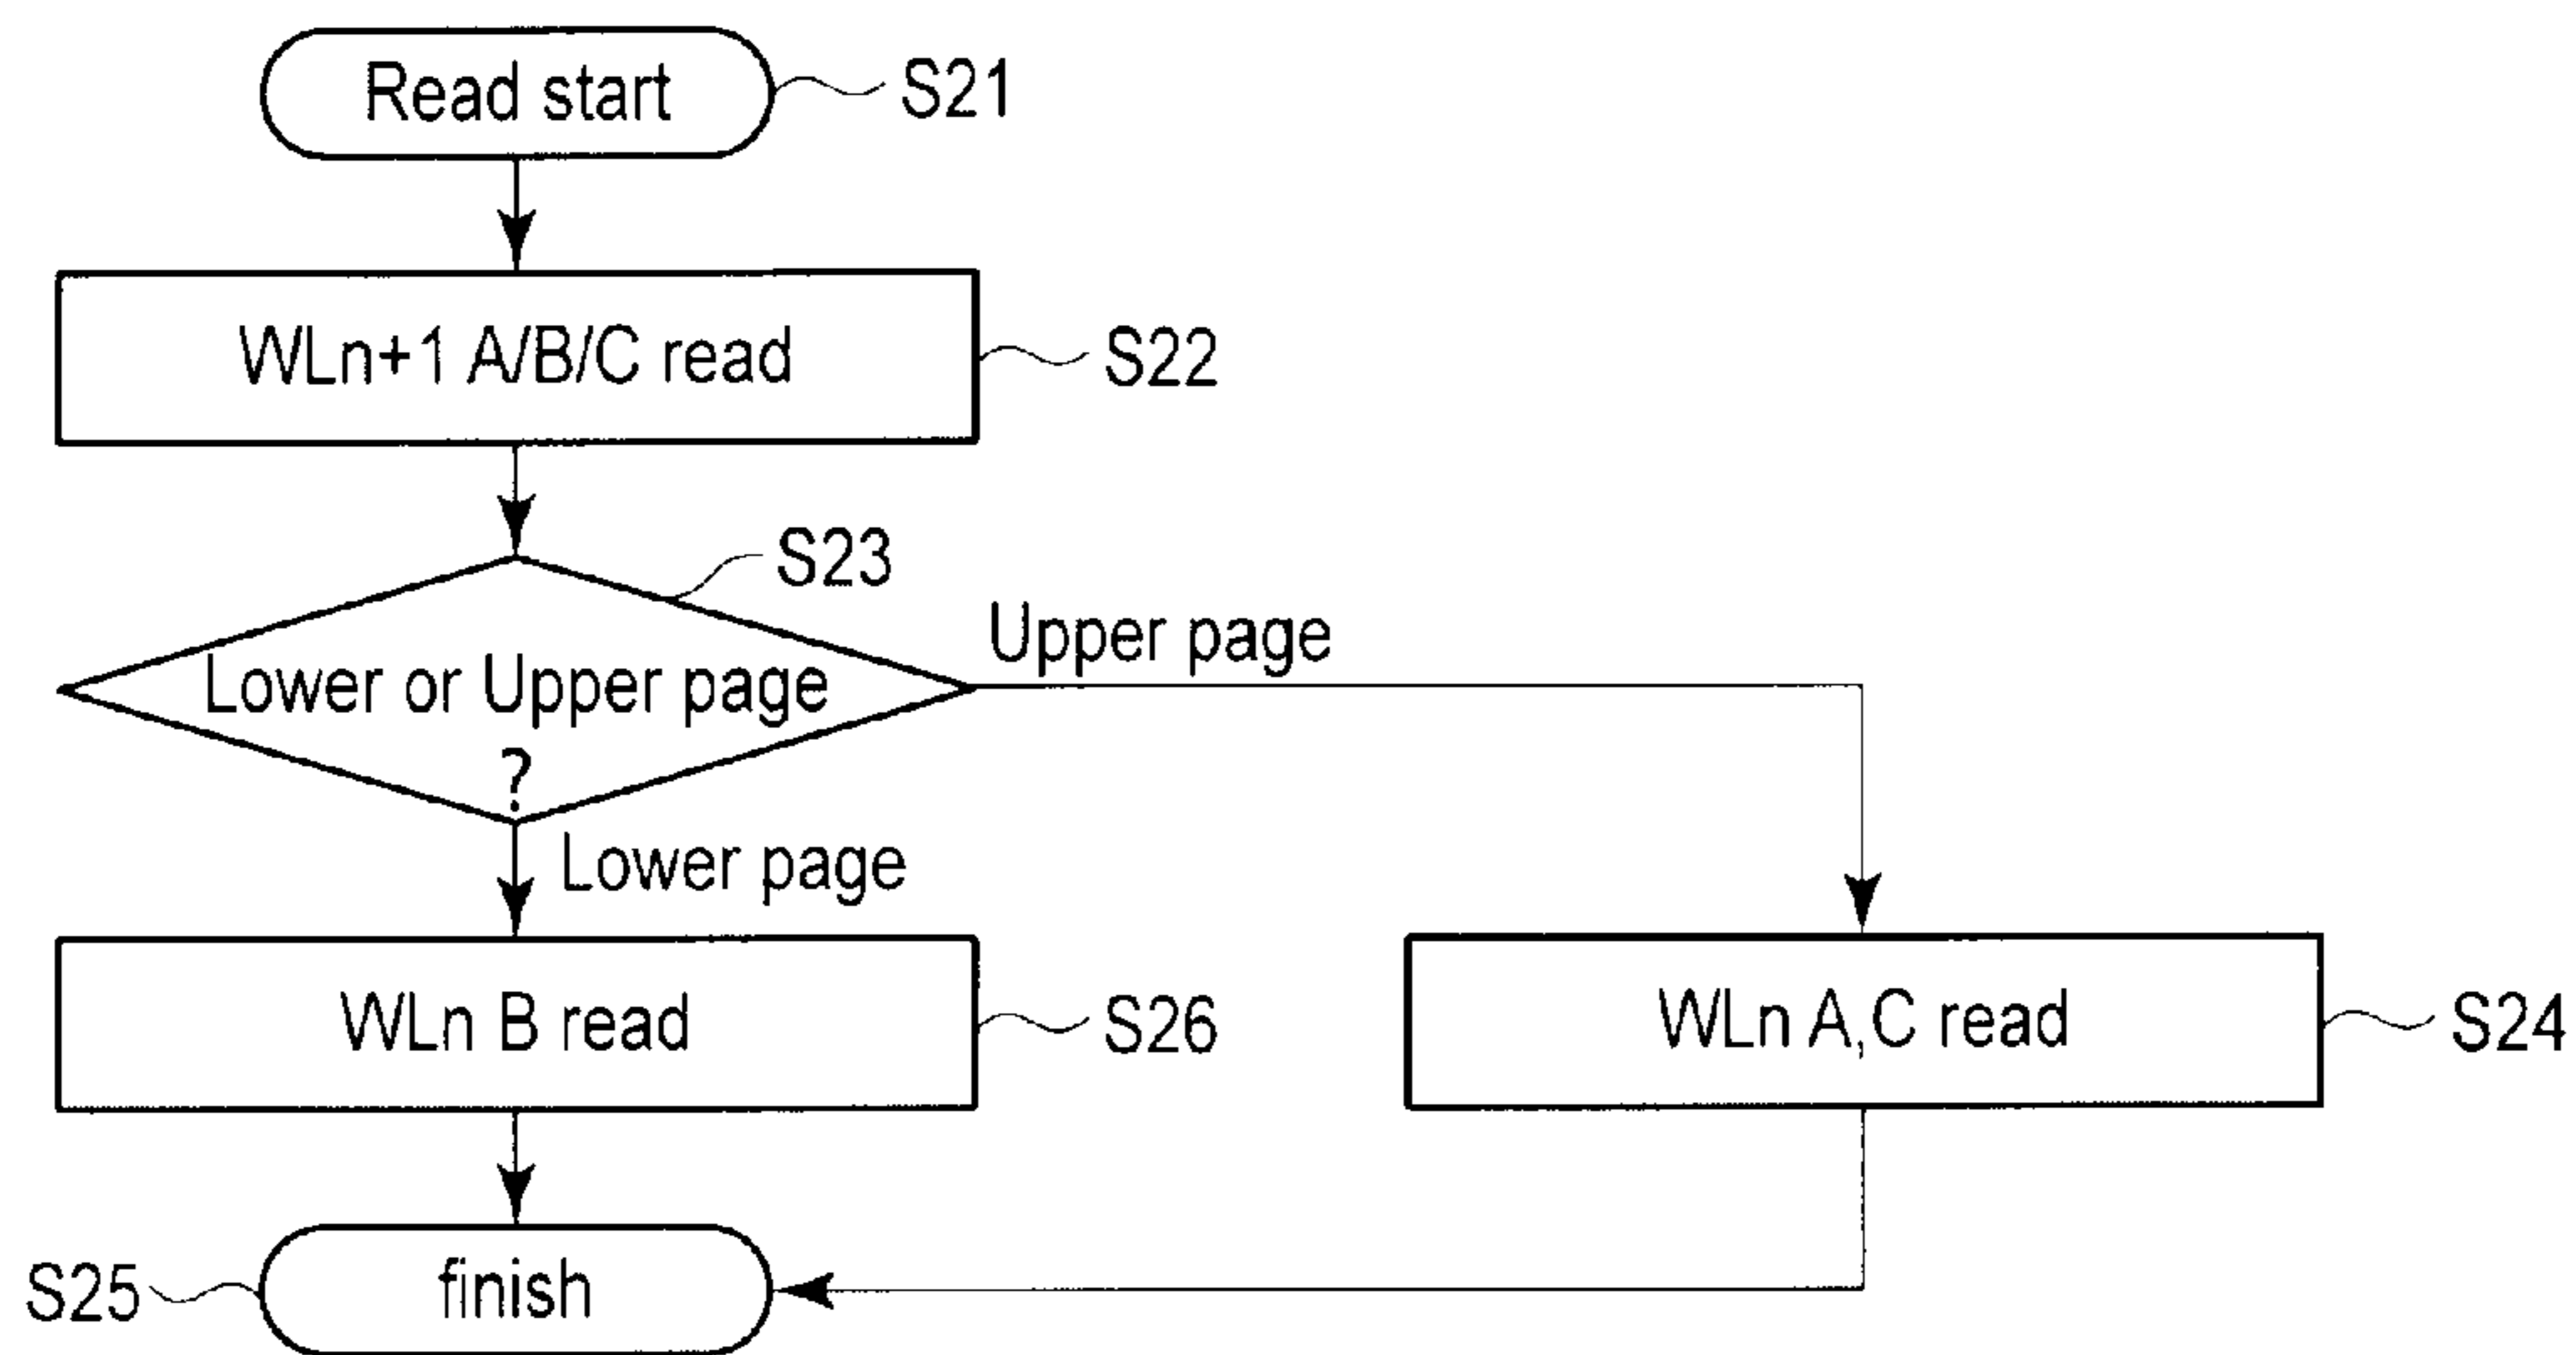 Read start
S21
WLn+1 A/B/C read
S22
S23
Lower or Upper page
?
Upper page
Lower page
WLn B read
S26
WLn A,C read
S24
S25
finish